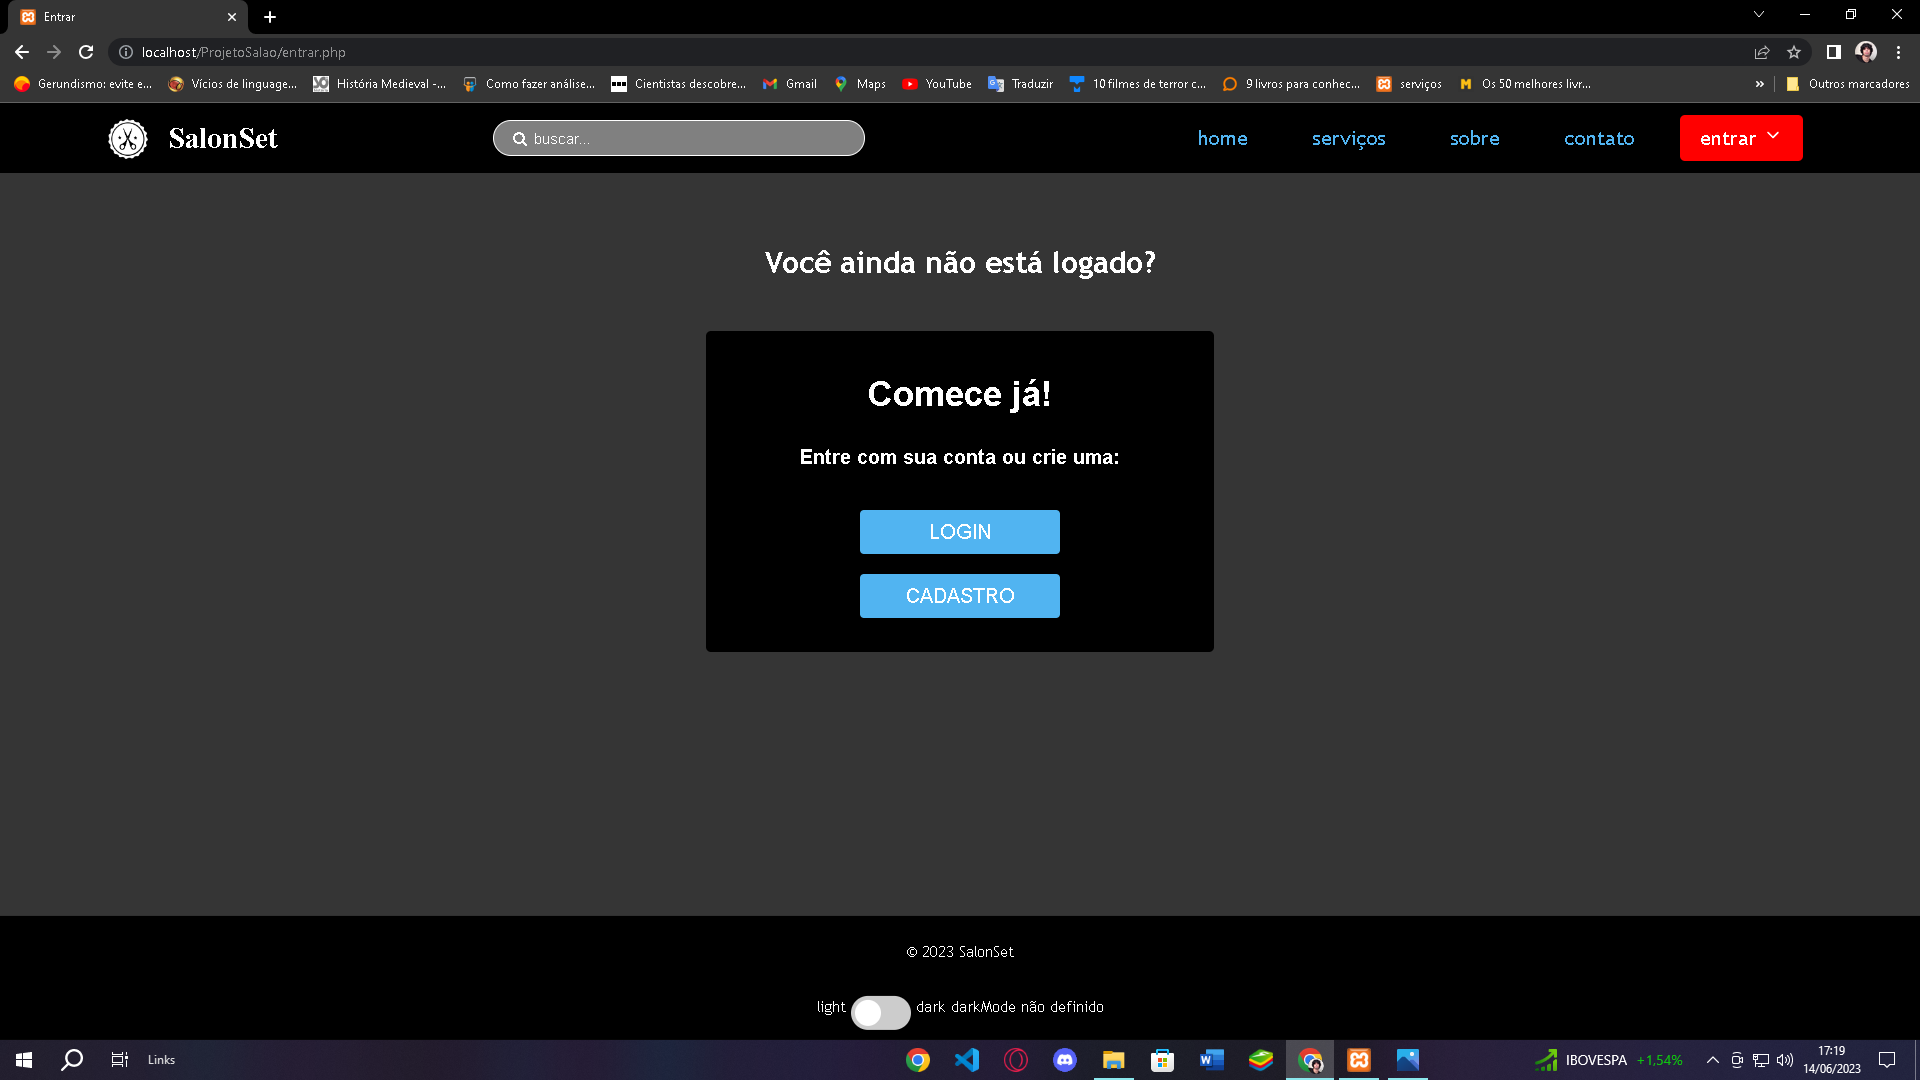 Entrar
localhost/ProjetoSalao/entrar.php
Gerundismo: evite e... Vícios de linguage... História Medieval -... Como fazer análise... Cientistas descobre... Gmail Maps YouTube Traduzir 10 filmes de terror c... 9 livros para conhec... serviços Os 50 melhores livr... » Outros marcadores
SalonSet buscar... home serviços sobre contato entrar
Você ainda não está logado?
Comece já!
Entre com sua conta ou crie uma:
LOGIN
CADASTRO
© 2023 SalonSet
light dark darkMode não definido
Links IBOVESPA +1,54% 17:19
14/06/2023